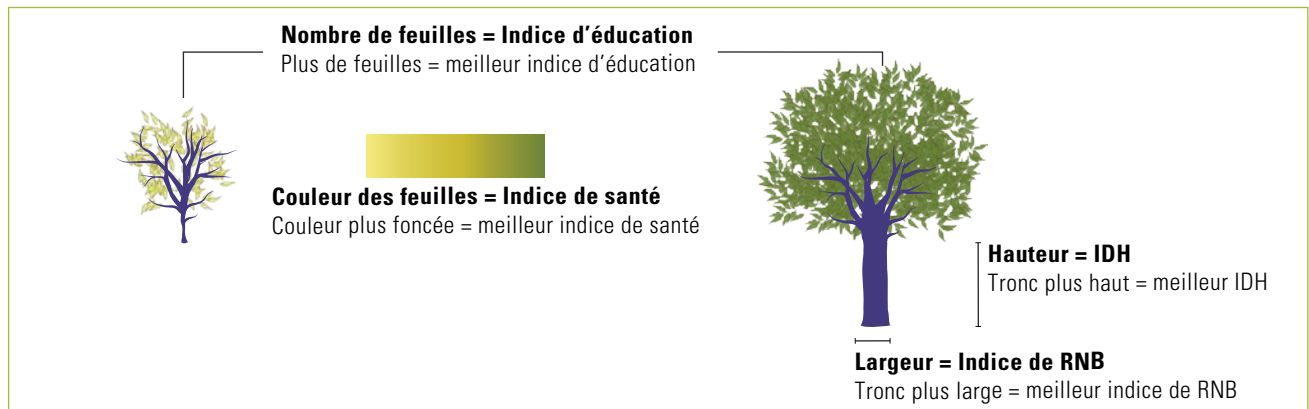 Nombre de feuilles = Indice d’éducation
Plus de feuilles = meilleur indice d’éducation
Couleur des feuilles = Indice de santé
Couleur plus foncée = meilleur indice de santé
Hauteur = IDH
Tronc plus haut = meilleur IDH
Largeur = Indice de RNB
Tronc plus large = meilleur indice de RNB